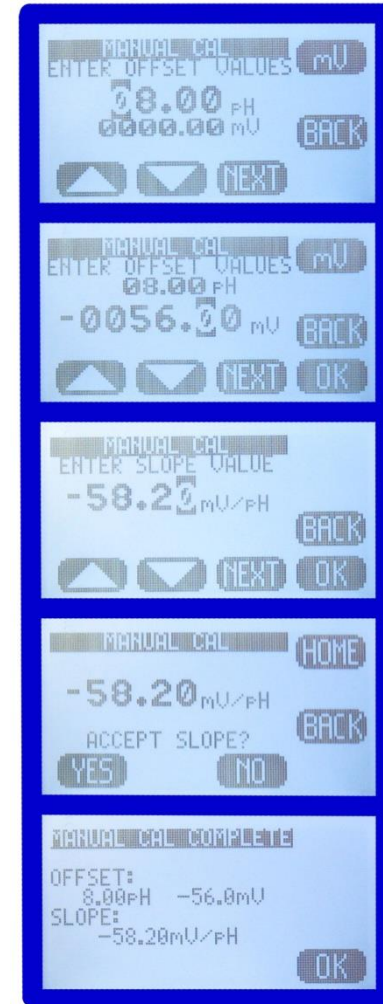 MANUAL CAL
ENTER OFFSET VALUES
mV
08.00 pH
0000.00 mV
BACK
NEXT
MANUAL CAL
ENTER OFFSET VALUES
mV
08.00 pH
-0056.00 mV
BACK
NEXT
OK
MANUAL CAL
ENTER SLOPE VALUE
-58.20 mV/pH
BACK
NEXT
OK
MANUAL CAL
HOME
-58.20 mV/pH
BACK
ACCEPT SLOPE?
YES
NO
MANUAL CAL COMPLETE
OFFSET:
8.00pH -56.0mV
SLOPE:
-58.20mV/pH
OK